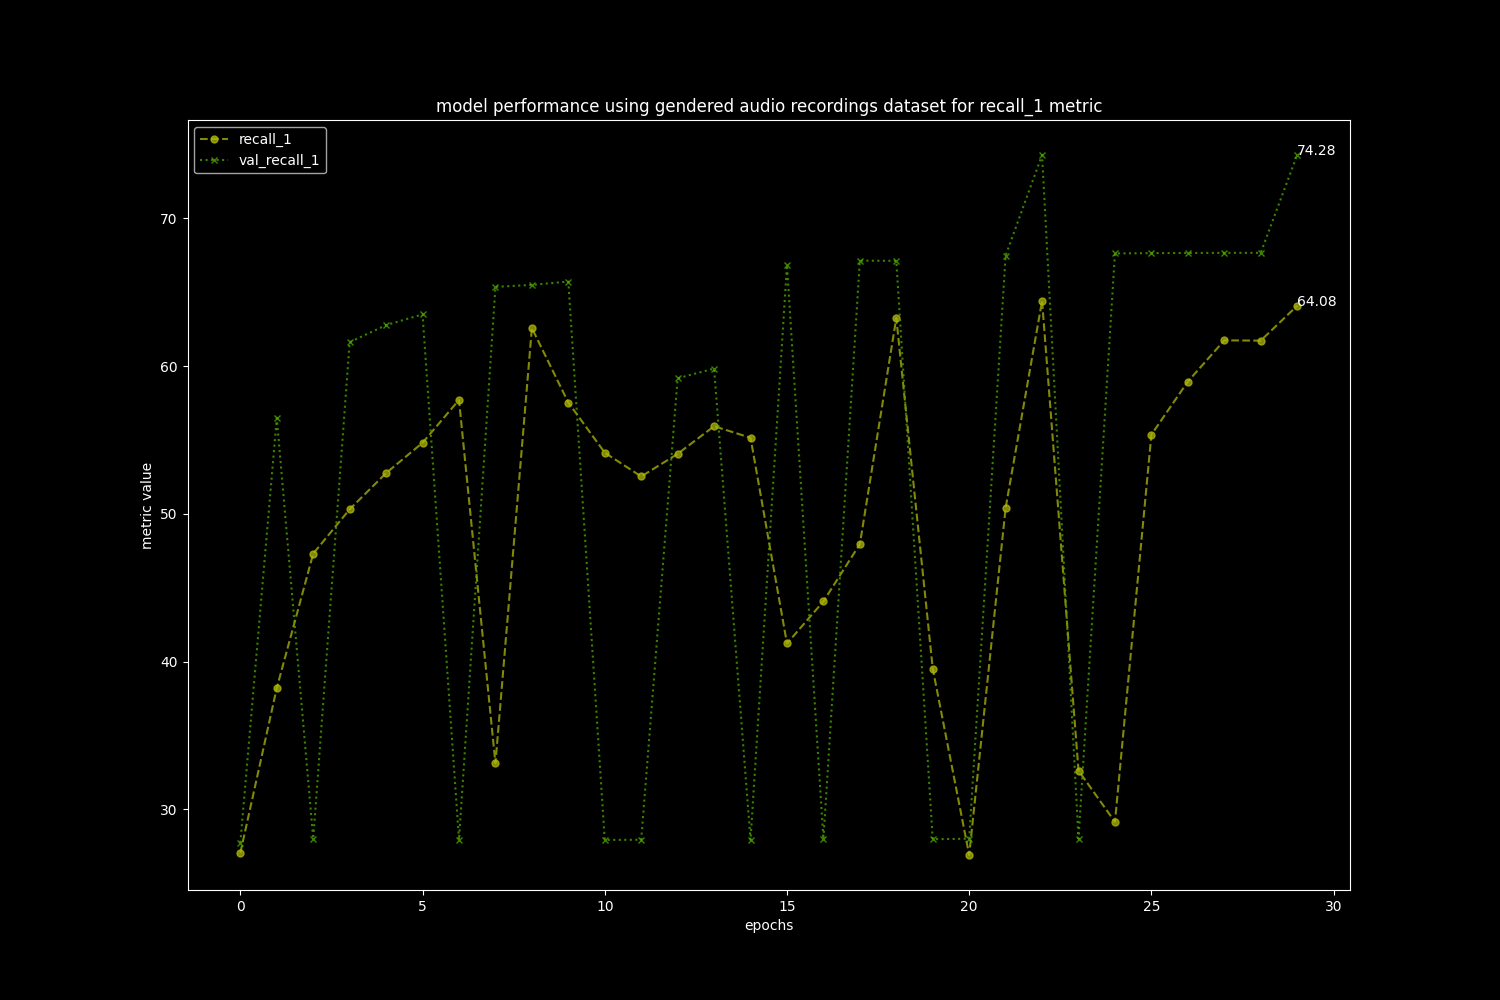 model performance using gendered audio recordings dataset for recall_1 metric
recall_1
val_recall_1
74.28
64.08
metric value
70
60
50
40
30
0 5 10 15 20 25 30
epochs